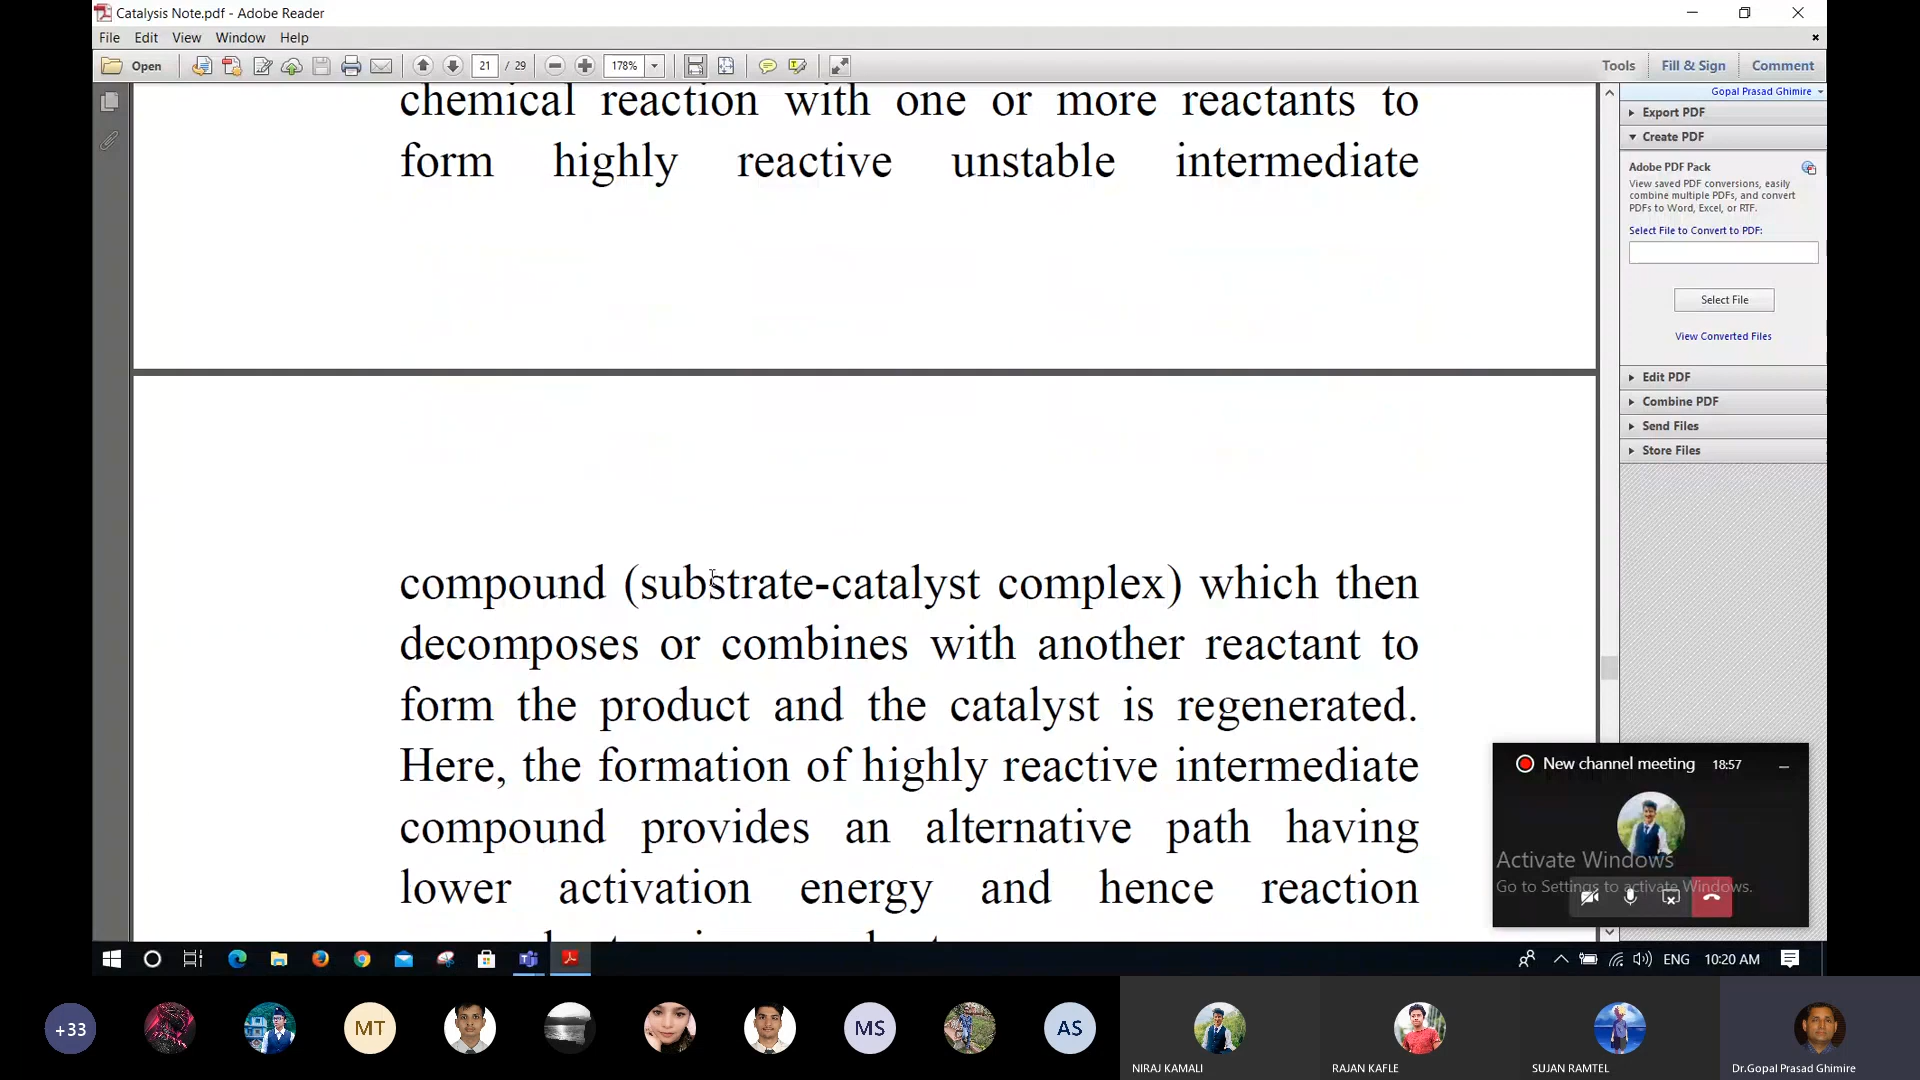 Catalysis Note.pdf - Adobe Reader
File Edit View Window Help
Open 21 / 29 178% Tools Fill & Sign Comment
chemical reaction with one or more reactants to
form highly reactive unstable intermediate
compound (substrate-catalyst complex) which then
decomposes or combines with another reactant to
form the product and the catalyst is regenerated.
Here, the formation of highly reactive intermediate
compound provides an alternative path having
lower activation energy and hence reaction
Gopal Prasad Ghimire
Export PDF
Create PDF
Adobe PDF Pack
View saved PDF conversions, easily
combine multiple PDFs, and convert
PDFs to Word, Excel, or RTF.
Select File to Convert to PDF:
Select File
View Converted Files
Edit PDF
Combine PDF
Send Files
Store Files
New channel meeting 18:57
Activate Windows
Go to Settings to activate Windows.
ENG 10:20 AM
+33 MT MS AS
NIRAJ KAMALI RAJAN KAFLE SUJAN RAMTEL Dr.Gopal Prasad Ghimire